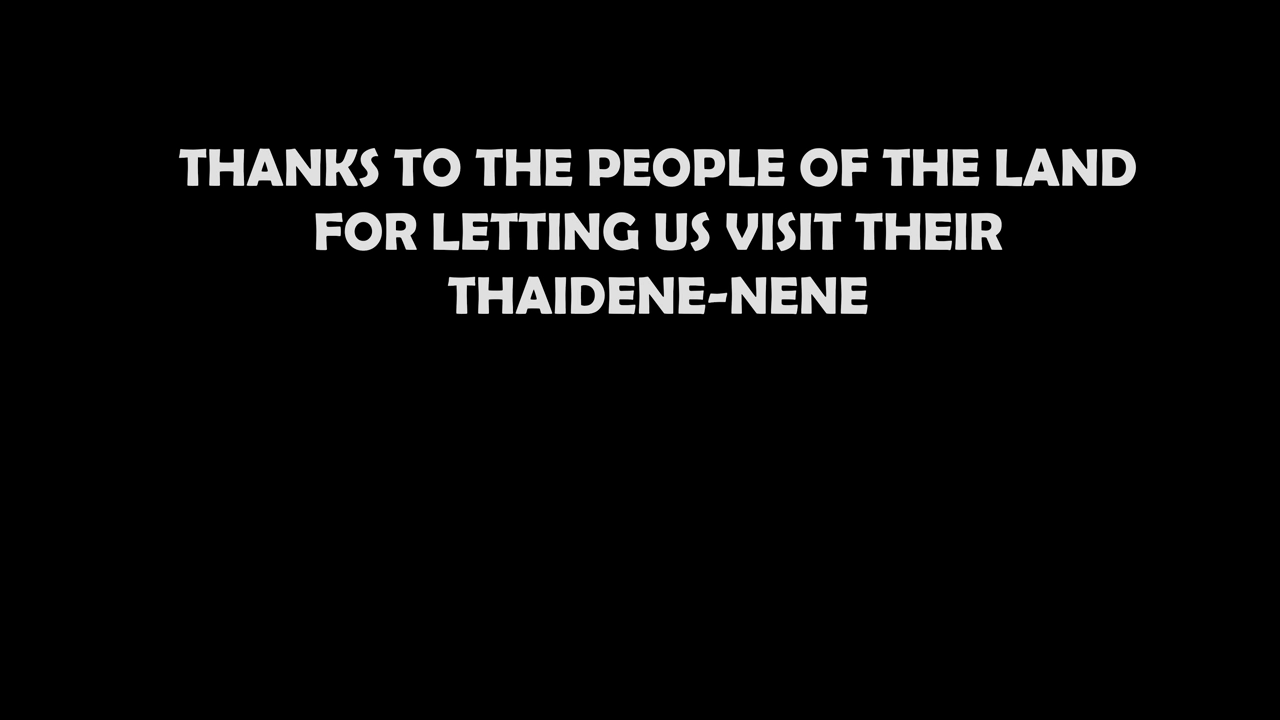 THANKS TO THE PEOPLE OF THE LAND
FOR LETTING US VISIT THEIR
THAIDENE-NENE